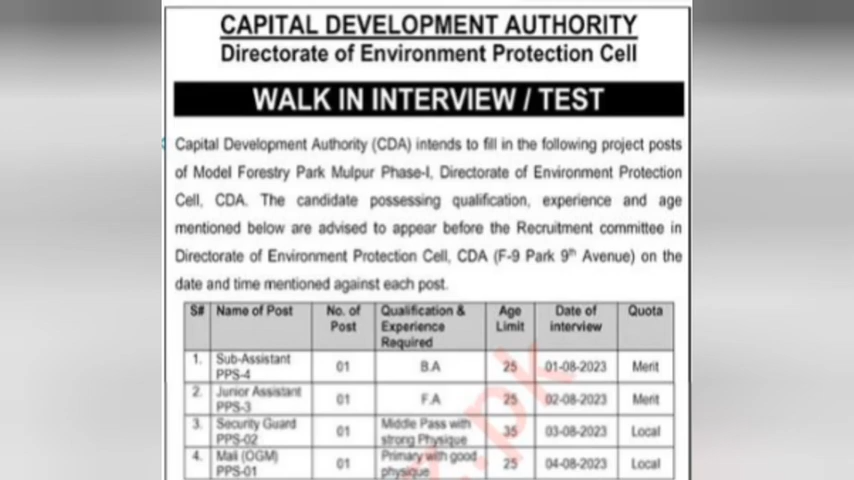 CAPITAL DEVELOPMENT AUTHORITY
Directorate of Environment Protection Cell
WALK IN INTERVIEW / TEST
Capital Development Authority (CDA) intends to fill in the following project posts
of Model Forestry Park Mulpur Phase-I, Directorate of Environment Protection
Cell, CDA. The candidate possessing qualification, experience and age
mentioned below are advised to appear before the Recruitment committee in
Directorate of Environment Protection Cell, CDA (F-9 Park 9th Avenue) on the
date and time mentioned against each post.
S# Name of Post No. of Post Qualification & Experience Required Age Limit Date of interview Quota
1. Sub-Assistant PPS-4 01 B.A 25 01-08-2023 Merit
2. Junior Assistant PPS-3 01 F.A 25 02-08-2023 Merit
3. Security Guard PPS-02 01 Middle Pass with strong Physique 35 03-08-2023 Local
4. Mali (OGM) PPS-01 01 Primary with good physique 25 04-08-2023 Local